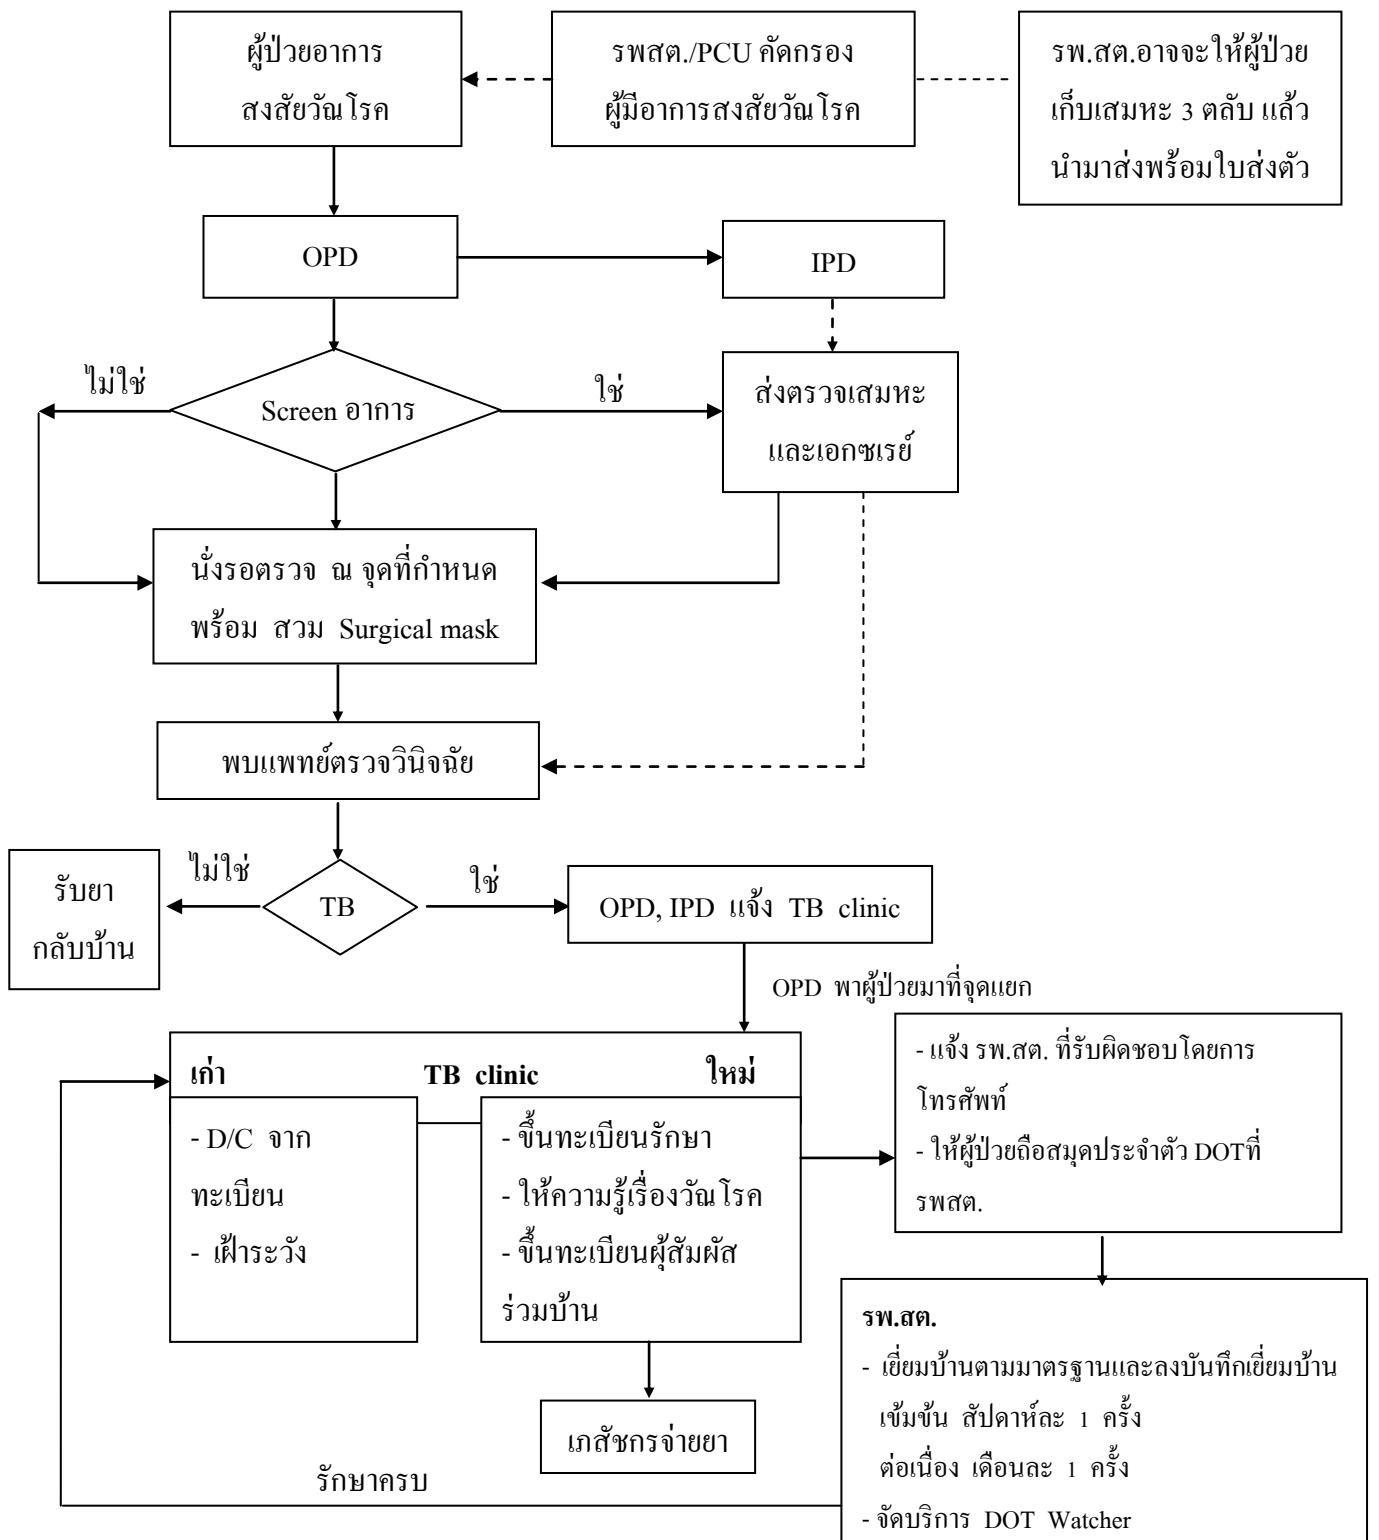 ผู้ป่วยอาการ
สงสัยวัณโรค
รพสต./PCU คัดกรอง
ผู้มีอาการสงสัยวัณโรค
รพ.สต.อาจจะให้ผู้ป่วย
เก็บเสมหะ 3 ตลับ แล้ว
นำมาส่งพร้อมใบส่งตัว
OPD
IPD
ไม่ใช่
Screen อาการ
ใช่
ส่งตรวจเสมหะ
และเอกซเรย์
นั่งรอตรวจ ณ จุดที่กำหนด
พร้อม สวม Surgical mask
พบแพทย์ตรวจวินิจฉัย
รับยา
กลับบ้าน
ไม่ใช่
TB
ใช่
OPD, IPD แจ้ง TB clinic
OPD พาผู้ป่วยมาที่จุดแยก
เก่า TB clinic ใหม่
- D/C จาก
ทะเบียน
- เฝ้าระวัง
- ขึ้นทะเบียนรักษา
- ให้ความรู้เรื่องวัณโรค
- ขึ้นทะเบียนผุ้สัมผัส
ร่วมบ้าน
- แจ้ง รพ.สต. ที่รับผิดชอบโดยการ
โทรศัพท์
- ให้ผู้ป่วยถือสมุดประจำตัว DOTที่
รพสต.
เภสัชกรจ่ายยา
รพ.สต.
- เยี่ยมบ้านตามมาตรฐานและลงบันทึกเยี่ยมบ้าน
เข้มข้น สัปดาห์ละ 1 ครั้ง
ต่อเนื่อง เดือนละ 1 ครั้ง
- จัดบริการ DOT Watcher
รักษาครบ